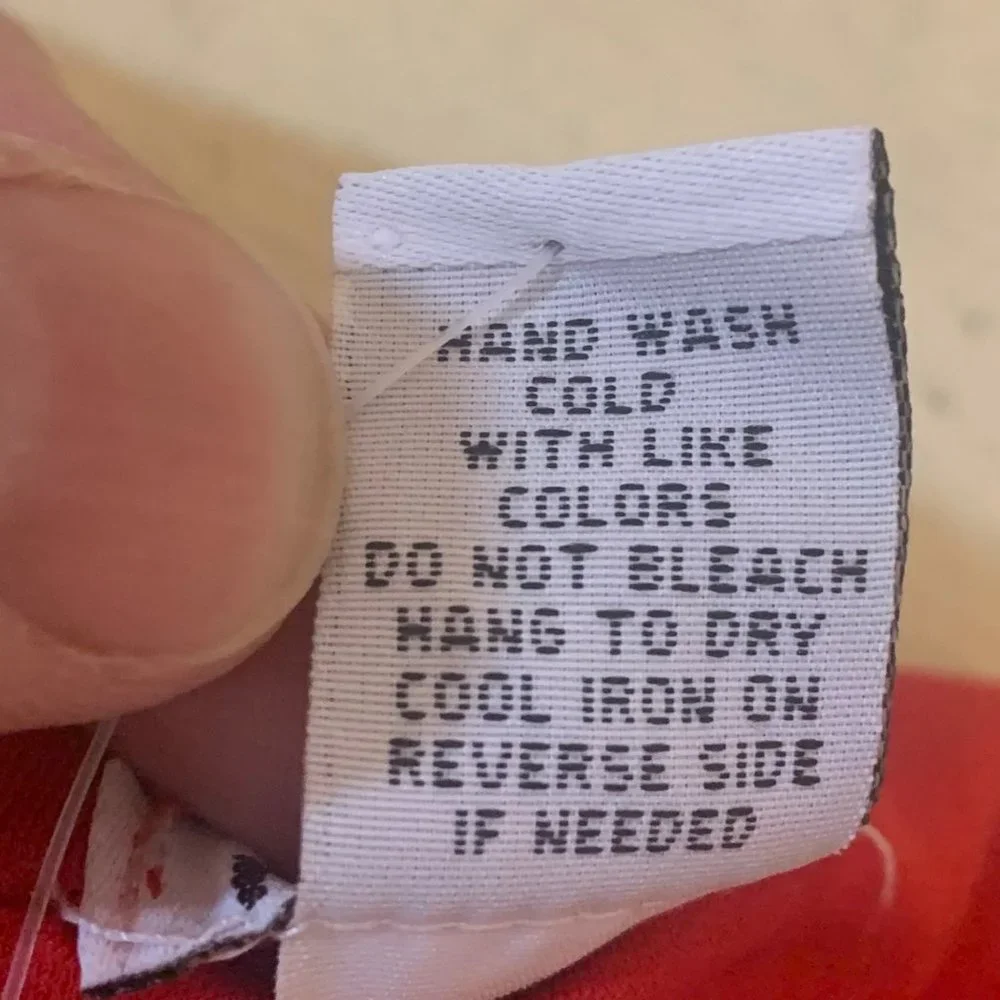 HAND WASH
COLD
WITH LIKE
COLORS
DO NOT BLEACH
HANG TO DRY
COOL IRON ON
REVERSE SIDE
IF NEEDED